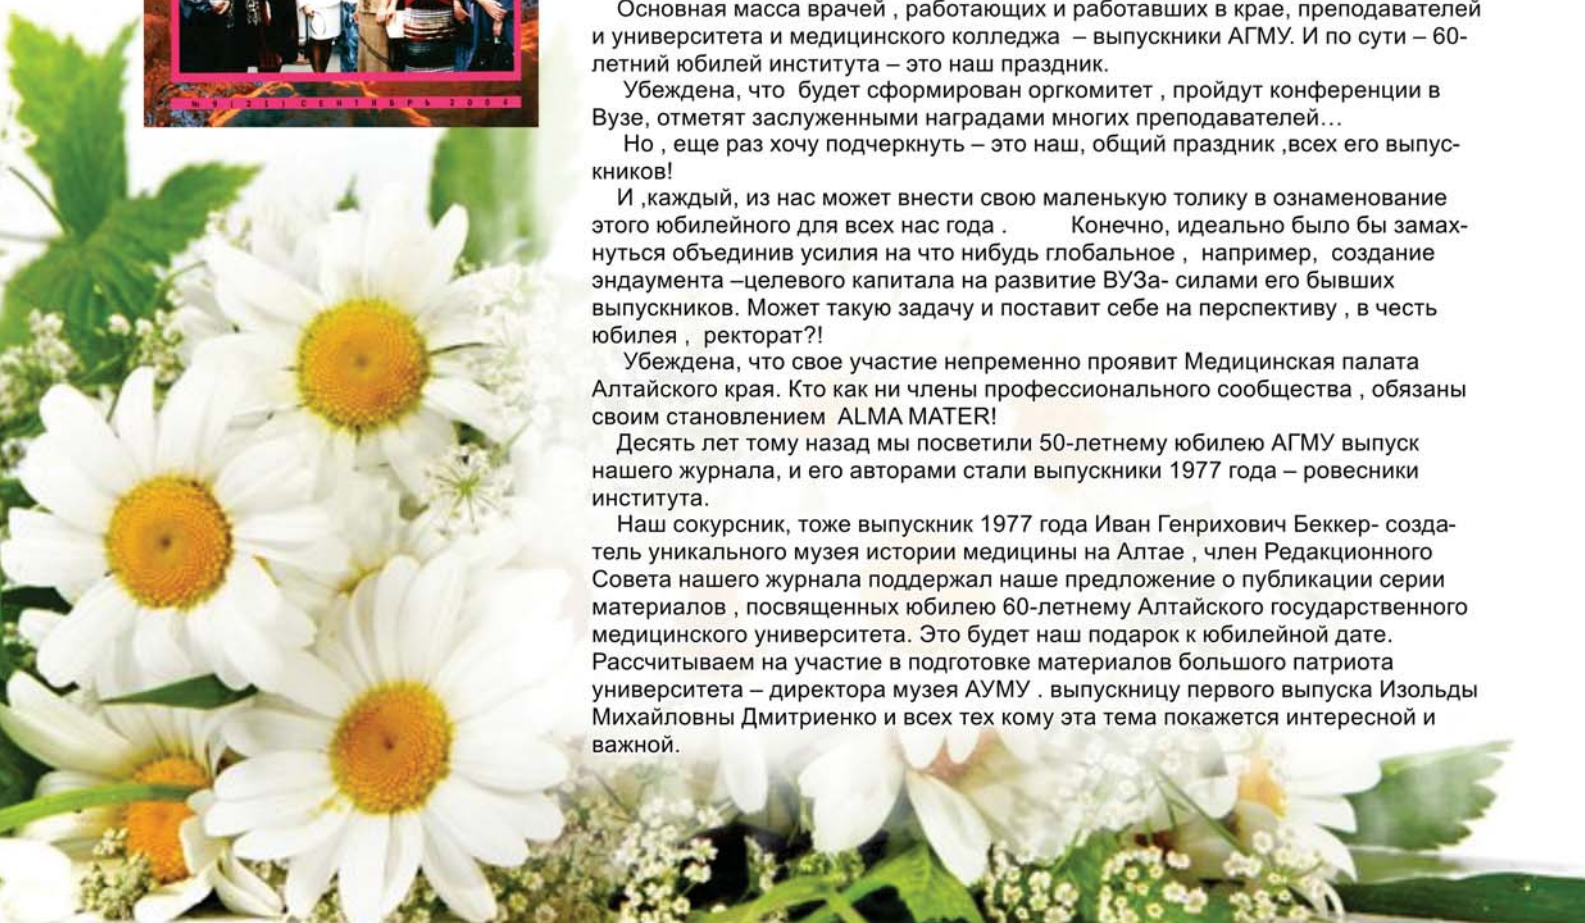 № 9 (25) СЕНТЯБРЬ 2004
Основная масса врачей , работающих и работавших в крае, преподавателей
и университета и медицинского колледжа – выпускники АГМУ. И по сути – 60-
летний юбилей института – это наш праздник.
Убеждена, что будет сформирован оргкомитет , пройдут конференции в
Вузе, отметят заслуженными наградами многих преподавателей…
Но , еще раз хочу подчеркнуть – это наш, общий праздник ,всех его выпус-
кников!
И ,каждый, из нас может внести свою маленькую толику в ознаменование
этого юбилейного для всех нас года . Конечно, идеально было бы замах-
нуться объединив усилия на что нибудь глобальное , например, создание
эндаумента –целевого капитала на развитие ВУЗа- силами его бывших
выпускников. Может такую задачу и поставит себе на перспективу , в честь
юбилея , ректорат?!
Убеждена, что свое участие непременно проявит Медицинская палата
Алтайского края. Кто как ни члены профессионального сообщества , обязаны
своим становлением ALMA MATER!
Десять лет тому назад мы посветили 50-летнему юбилею АГМУ выпуск
нашего журнала, и его авторами стали выпускники 1977 года – ровесники
института.
Наш сокурсник, тоже выпускник 1977 года Иван Генрихович Беккер- созда-
тель уникального музея истории медицины на Алтае , член Редакционного
Совета нашего журнала поддержал наше предложение о публикации серии
материалов , посвященных юбилею 60-летнему Алтайского государственного
медицинского университета. Это будет наш подарок к юбилейной дате.
Рассчитываем на участие в подготовке материалов большого патриота
университета – директора музея АУМУ . выпускницу первого выпуска Изольды
Михайловны Дмитриенко и всех тех кому эта тема покажется интересной и
важной.